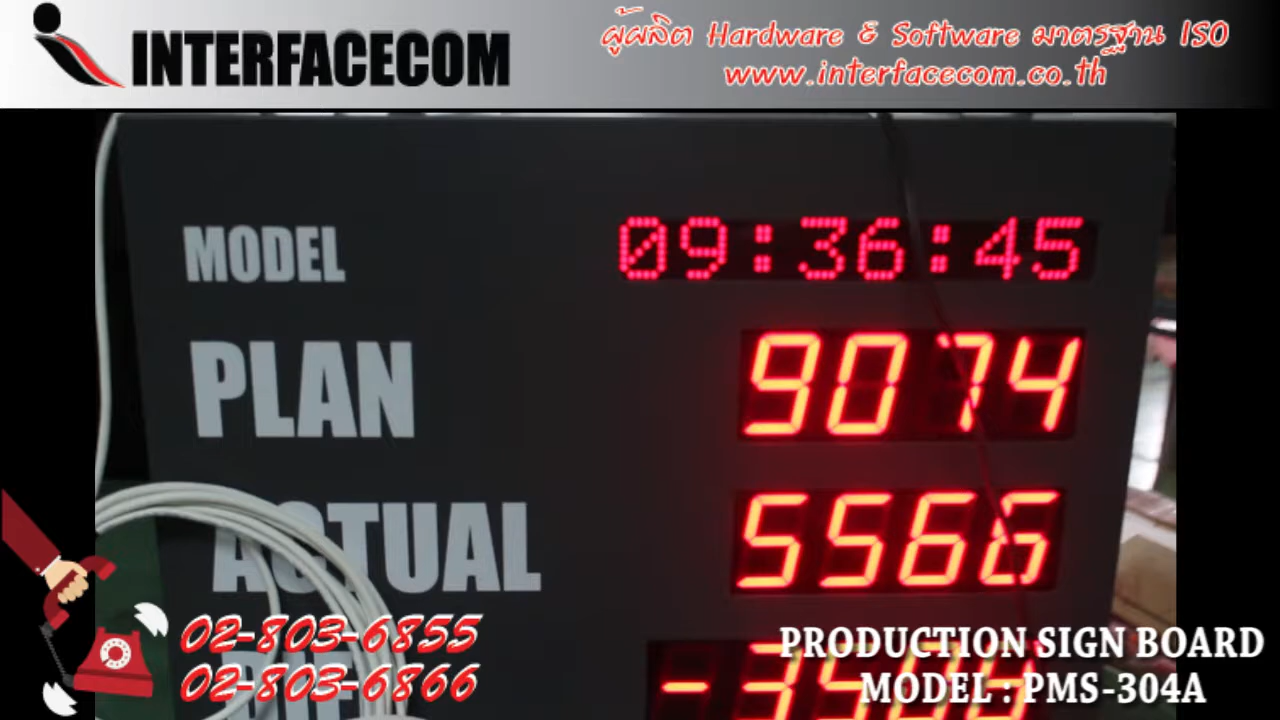 INTERFACECOM
ผู้ผลิต Hardware & Software มาตรฐาน ISO
www.interfacecom.co.th
MODEL
09:36:45
PLAN
9074
ACTUAL
5566
02-803-6855
02-803-6866
PRODUCTION SIGN BOARD
MODEL : PMS-304A